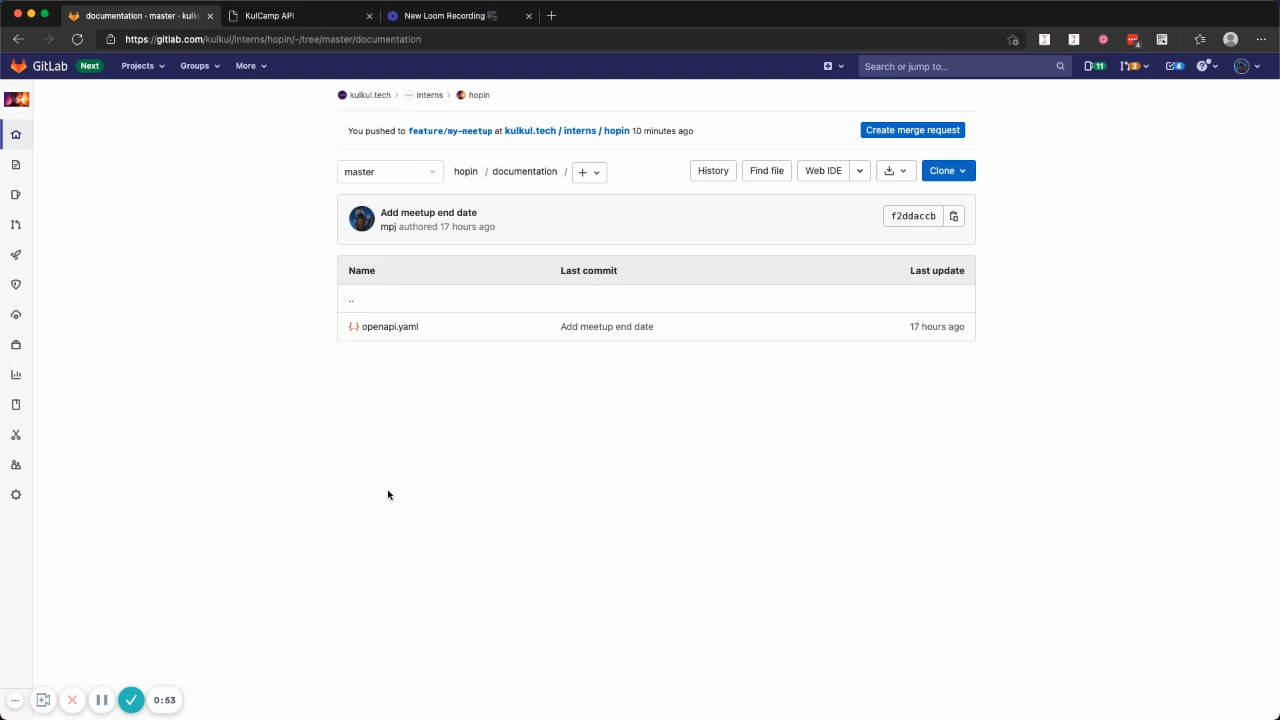 documentation · master · kulku
KulCamp API
New Loom Recording
https://gitlab.com/kulkul/interns/hopin/-/tree/master/documentation
4
GitLab Next Projects Groups More Search or jump to... 11 3 4
kulkul.tech › interns › hopin
You pushed to feature/my-meetup at kulkul.tech / interns / hopin 10 minutes ago Create merge request
master hopin / documentation / + History Find file Web IDE Clone
Add meetup end date
mpj authored 17 hours ago f2ddaccb
Name Last commit Last update
..
{..} openapi.yaml Add meetup end date 17 hours ago
0:53